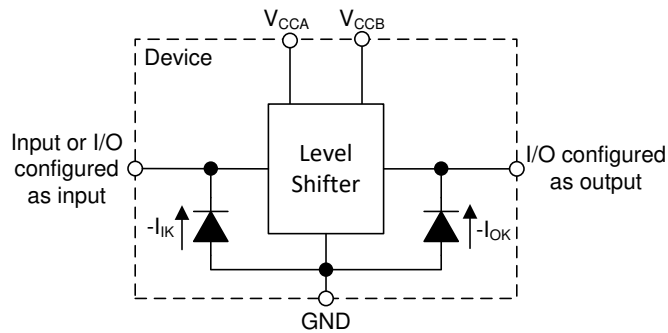 VCCA VCCB
Device
Input or I/O
configured
as input
Level
Shifter
I/O configured
as output
-IIK
-IOK
GND